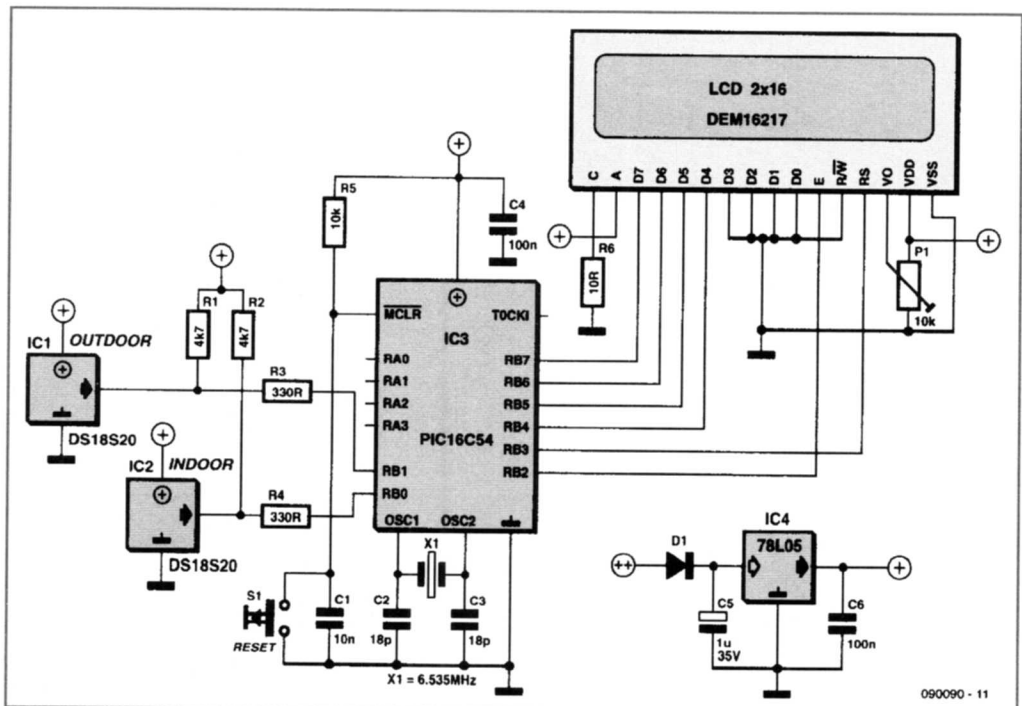 LCD 2x16
DEM16217
C A D7 D6 D5 D4 D3 D2 D1 D0 E R/W RS VO VDD VSS
R5
10k
C4
100n
R6
10R
P1
10k
R1
4k7
R2
4k7
IC1
OUTDOOR
DS18S20
IC2
INDOOR
DS18S20
R3
330R
R4
330R
MCLR
T0CKI
IC3
RA0
RA1
RA2
RA3
PIC16C54
RB7
RB6
RB5
RB4
RB3
RB2
RB1
RB0
OSC1 OSC2
X1
S1
RESET
C1
10n
C2
18p
C3
18p
X1 = 6.535MHz
D1
IC4
78L05
C5
1u
35V
C6
100n
090090 - 11